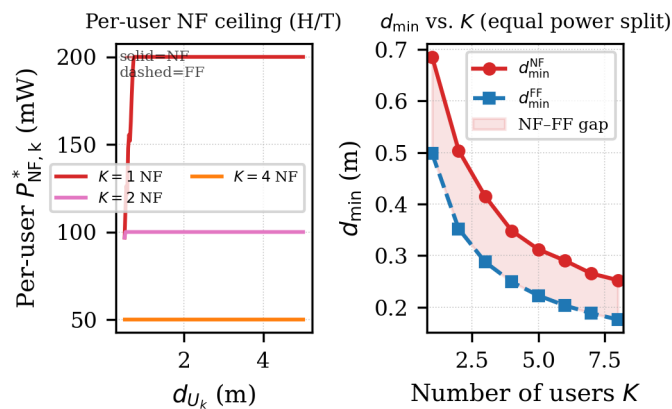 Per-user NF ceiling (H/T)
solid=NF
dashed=FF
Per-user P*NF, k (mW)
200
150
100
50
K = 1 NF
K = 2 NF
K = 4 NF
2
4
dUk (m)
dmin vs. K (equal power split)
dmin (m)
0.7
0.6
0.5
0.4
0.3
0.2
dNFmin
dFFmin
NF–FF gap
2.5
5.0
7.5
Number of users K